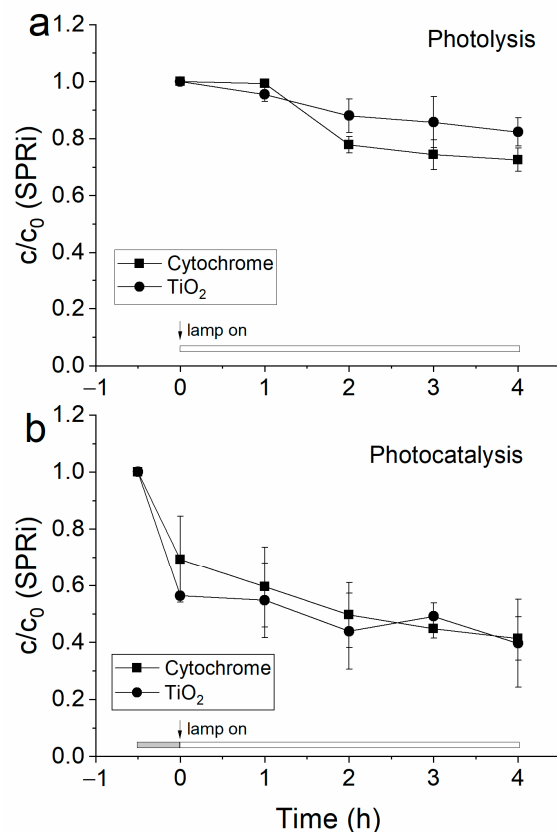 a
Photolysis
1.2
1.0
0.8
0.6
0.4
0.2
0.0
c/c₀ (SPRi)
Cytochrome
TiO₂
lamp on
−1 0 1 2 3 4
b
Photocatalysis
1.2
1.0
0.8
0.6
0.4
0.2
0.0
c/c₀ (SPRi)
Cytochrome
TiO₂
lamp on
−1 0 1 2 3 4
Time (h)